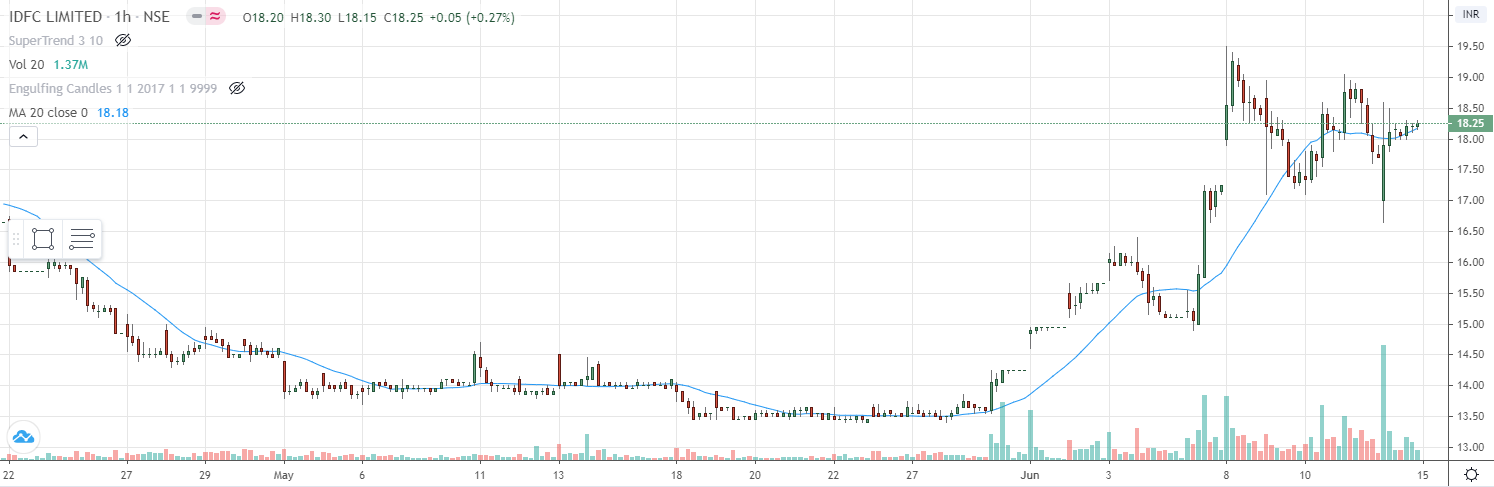 IDFC LIMITED · 1h · NSE O18.20 H18.30 L18.15 C18.25 +0.05 (+0.27%) INR
SuperTrend 3 10
Vol 20 1.37M
Engulfing Candles 1 1 2017 1 1 9999
MA 20 close 0 18.18
19.50
19.00
18.50
18.25
18.00
17.50
17.00
16.50
16.00
15.50
15.00
14.50
14.00
13.50
13.00
22 27 29 May 6 11 13 18 20 22 27 Jun 3 8 10 15